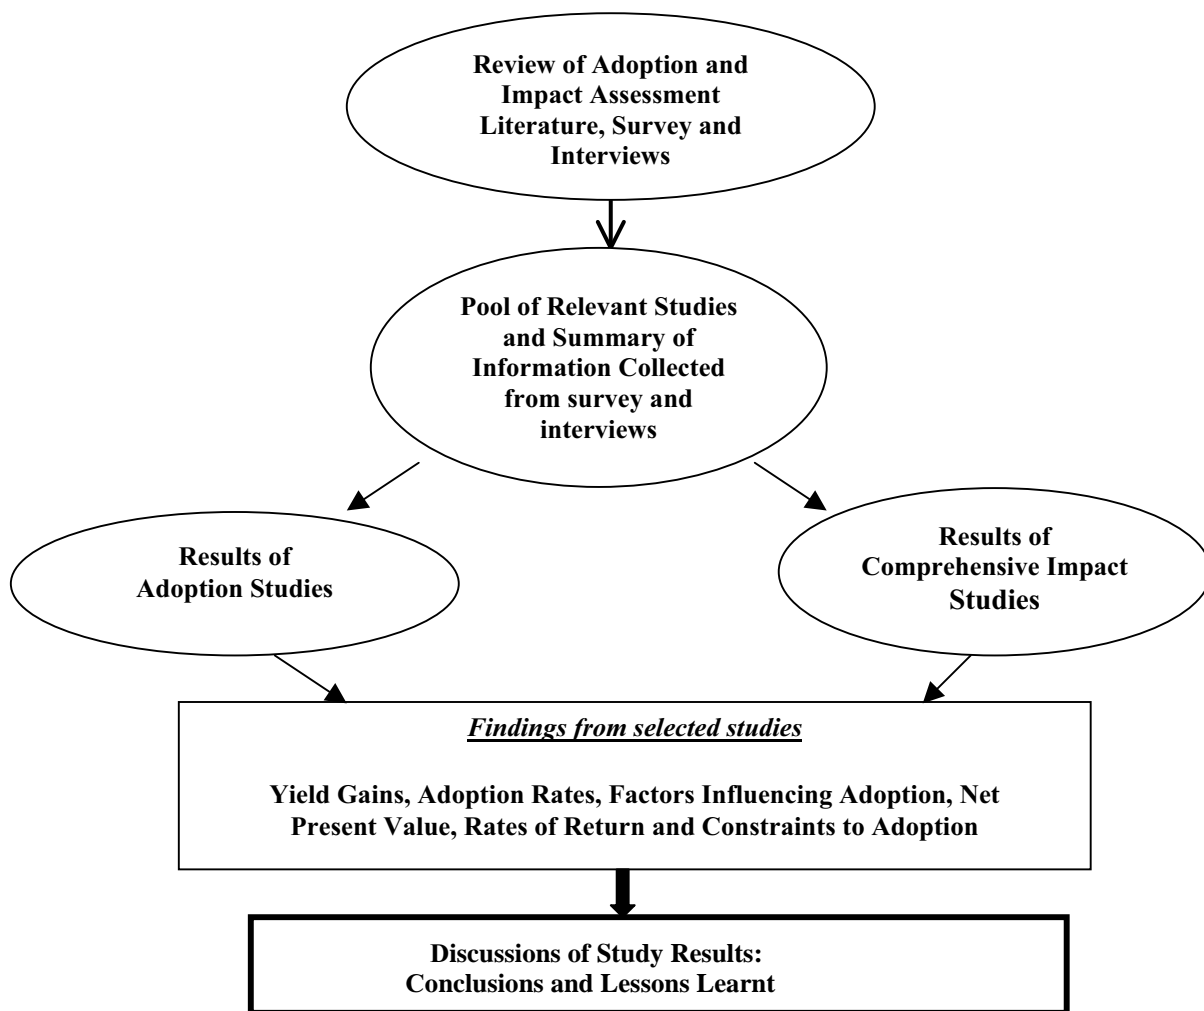 Review of Adoption and
Impact Assessment
Literature, Survey and
Interviews
Pool of Relevant Studies
and Summary of
Information Collected
from survey and
interviews
Results of
Adoption Studies
Results of
Comprehensive Impact
Studies
Findings from selected studies
Yield Gains, Adoption Rates, Factors Influencing Adoption, Net
Present Value, Rates of Return and Constraints to Adoption
Discussions of Study Results:
Conclusions and Lessons Learnt